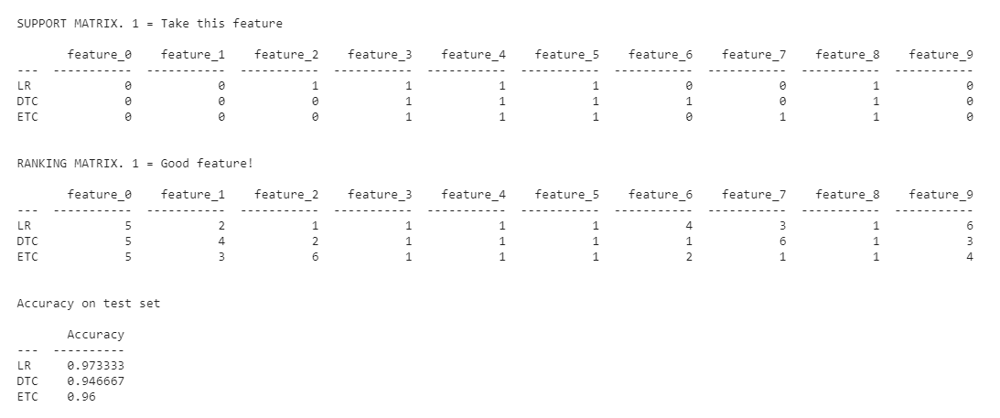 SUPPORT MATRIX. 1 = Take this feature
feature_0 feature_1 feature_2 feature_3 feature_4 feature_5 feature_6 feature_7 feature_8 feature_9
--- ----------- ----------- ----------- ----------- ----------- ----------- ----------- ----------- ----------- -----------
LR 0 0 1 1 1 1 0 0 1 0
DTC 0 0 0 1 1 1 1 0 1 0
ETC 0 0 0 1 1 1 0 1 1 0
RANKING MATRIX. 1 = Good feature!
feature_0 feature_1 feature_2 feature_3 feature_4 feature_5 feature_6 feature_7 feature_8 feature_9
--- ----------- ----------- ----------- ----------- ----------- ----------- ----------- ----------- ----------- -----------
LR 5 2 1 1 1 1 4 3 1 6
DTC 5 4 2 1 1 1 1 6 1 3
ETC 5 3 6 1 1 1 2 1 1 4
Accuracy on test set
Accuracy
--- ----------
LR 0.973333
DTC 0.946667
ETC 0.96